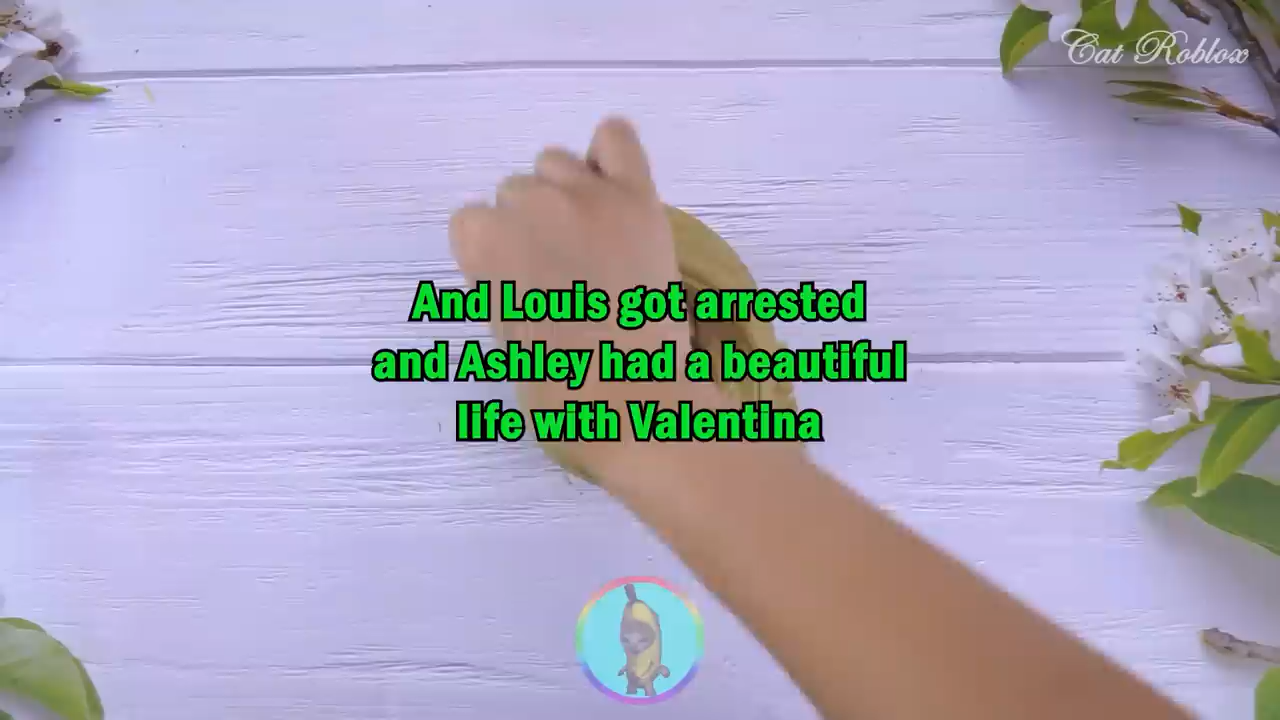 Cat Roblox
And Louis got arrested
and Ashley had a beautiful
life with Valentina